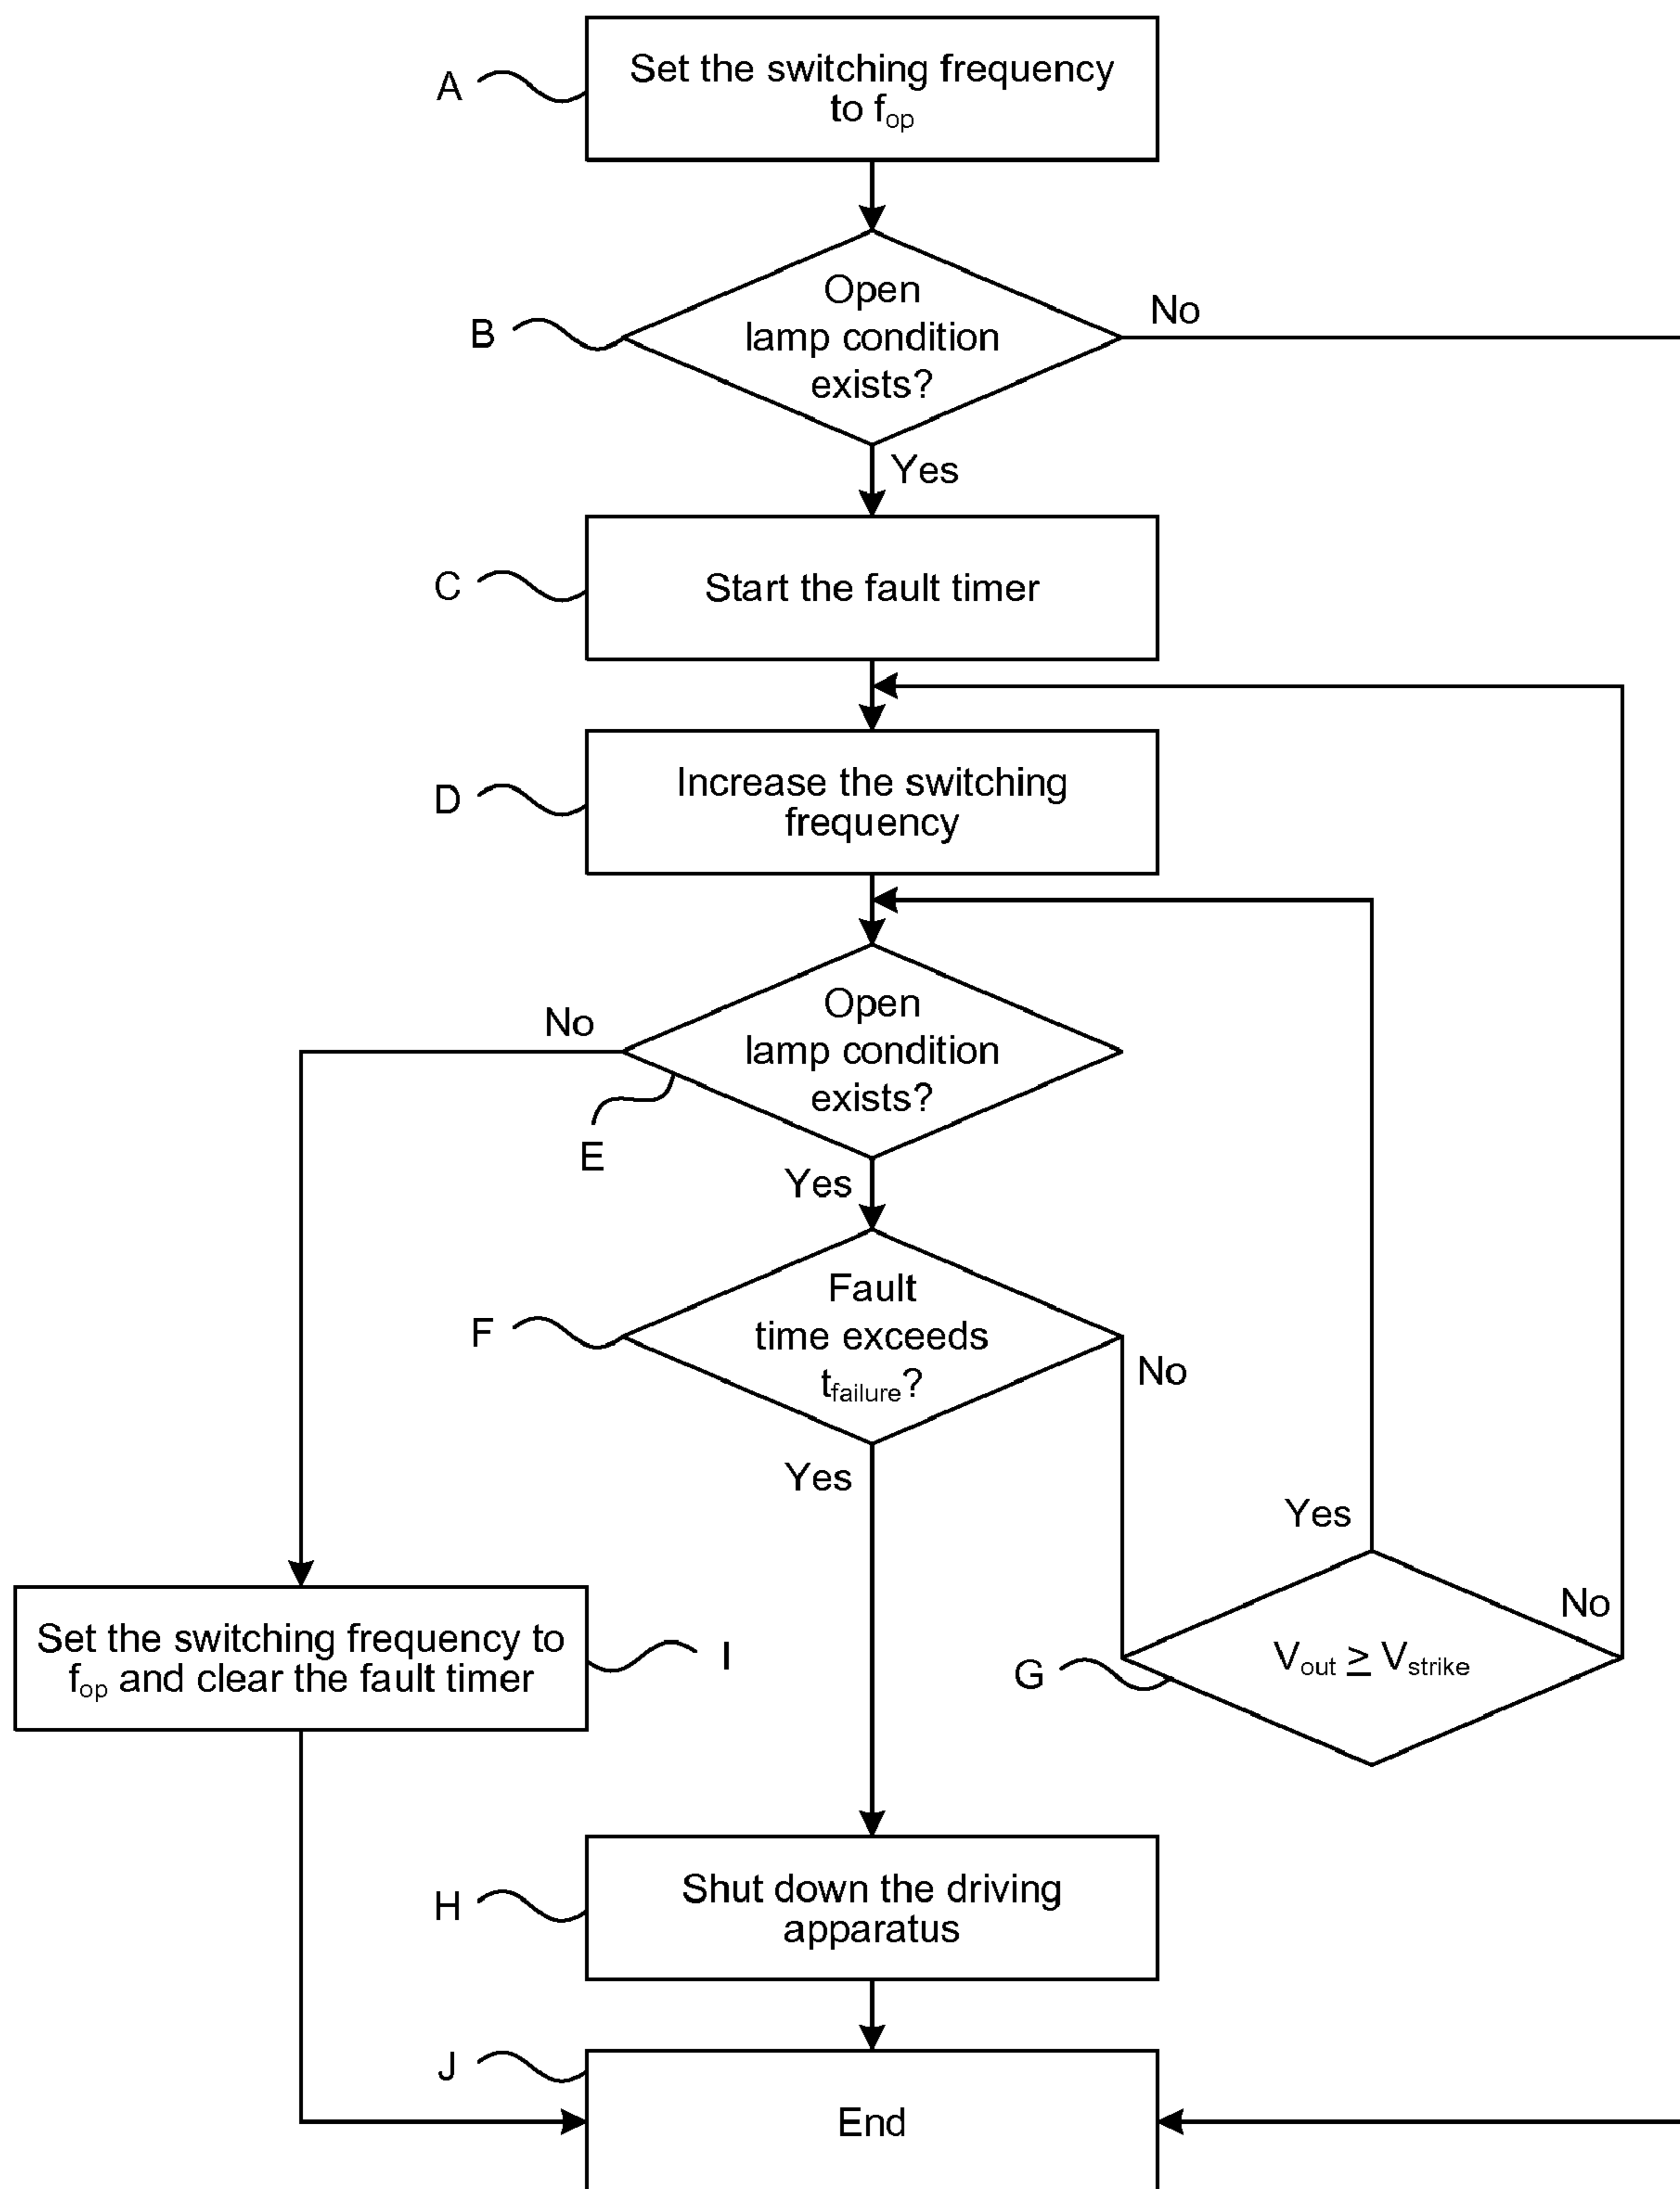 A
Set the switching frequency
to fop
B
Open
lamp condition
exists?
No
Yes
C
Start the fault timer
D
Increase the switching
frequency
No
Open
lamp condition
exists?
E
Yes
F
Fault
time exceeds
tfailure?
No
Yes
Yes
No
G
Vout ≥ Vstrike
Set the switching frequency to
fop and clear the fault timer
I
H
Shut down the driving
apparatus
J
End